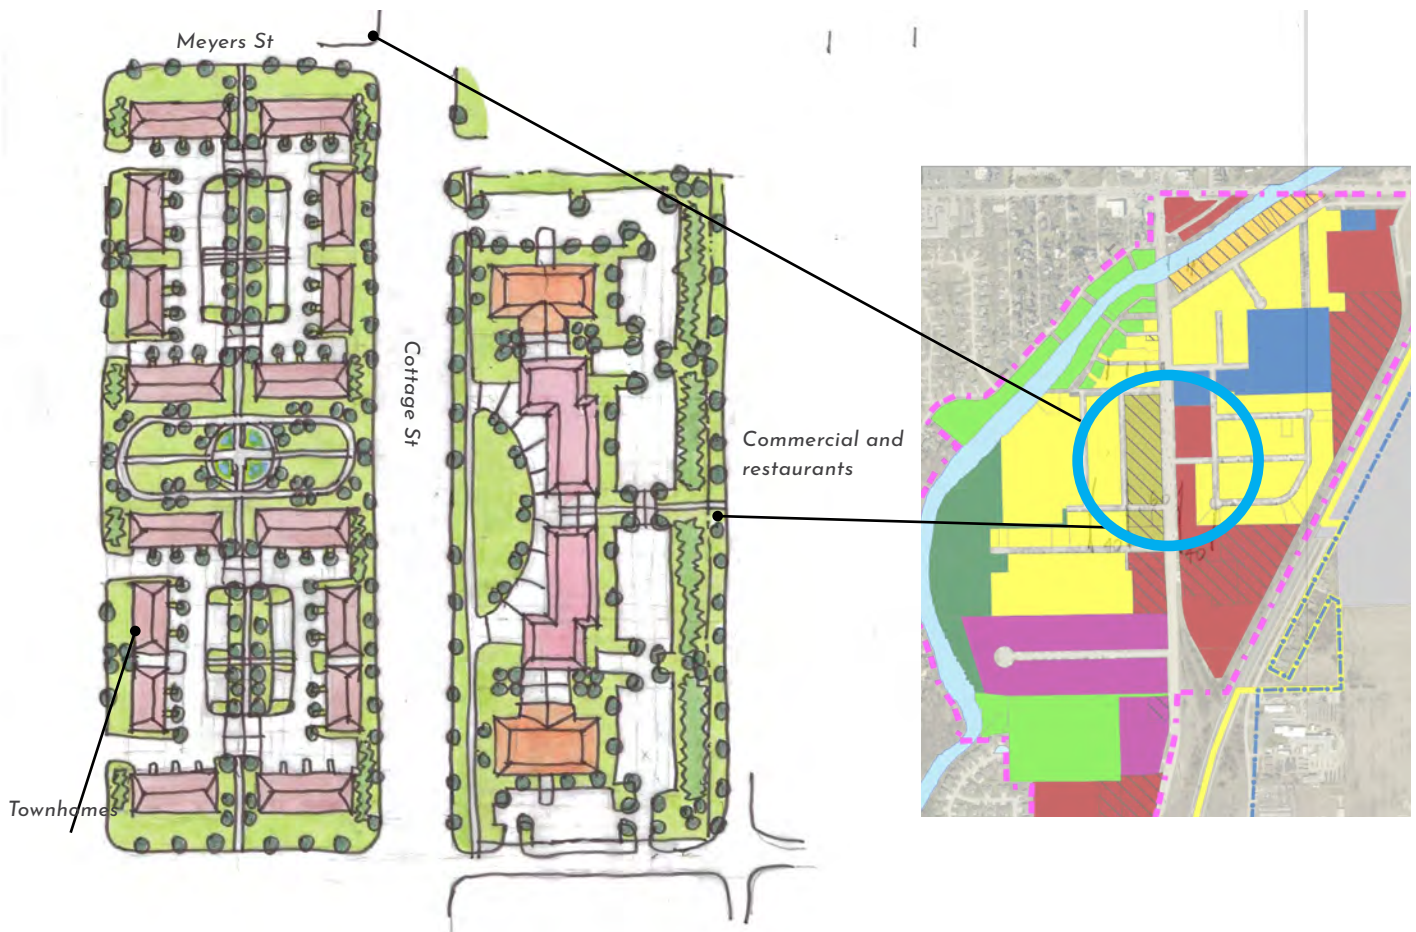 Meyers St
Cottage St
Commercial and
restaurants
Townhomes